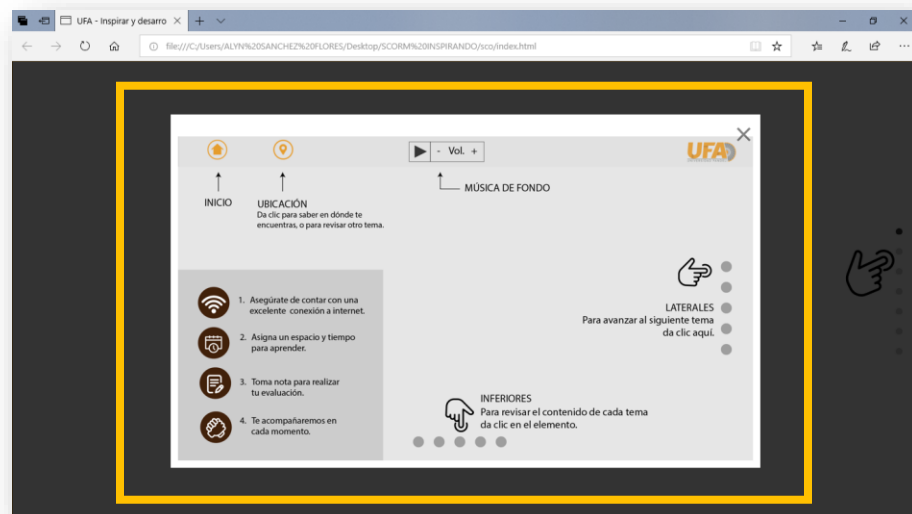 UFA - Inspirar y desarro
file:///C:/Users/ALYN%20SANCHEZ%20FLORES/Desktop/SCORM%20INSPIRANDO/sco/index.html
- Vol. +
UFAD
INICIO
UBICACIÓN
Da clic para saber en dónde te
encuentras, o para revisar otro tema.
MÚSICA DE FONDO
1. Asegúrate de contar con una
excelente conexión a internet.
2. Asigna un espacio y tiempo
para aprender.
3. Toma nota para realizar
tu evaluación.
4. Te acompañaremos en
cada momento.
LATERALES
Para avanzar al siguiente tema
da clic aquí.
INFERIORES
Para revisar el contenido de cada tema
da clic en el elemento.